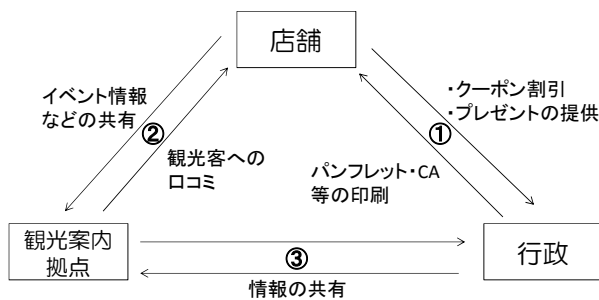 店舗
イベント情報
などの共有
②
観光客への
口コミ
・クーポン割引
・プレゼントの提供
①
パンフレット・CA
等の印刷
観光案内
拠点
③
情報の共有
行政